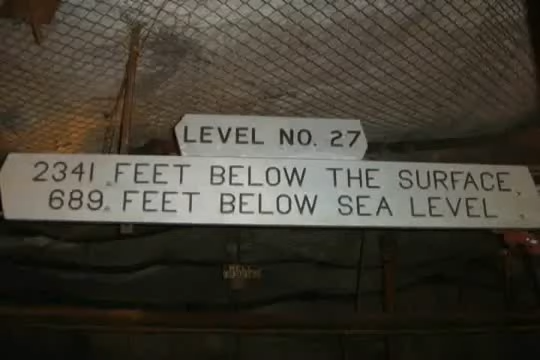 LEVEL NO. 27
2341 FEET BELOW THE SURFACE
689 FEET BELOW SEA LEVEL